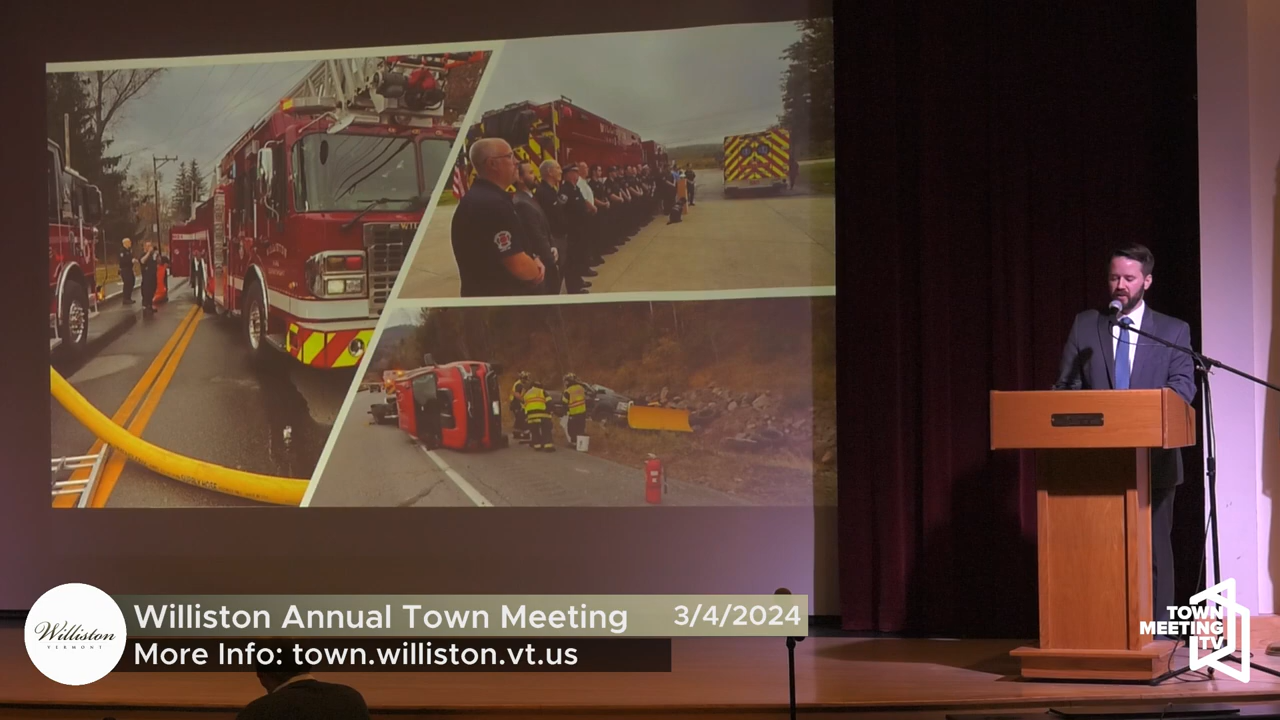 Williston
VERMONT
Williston Annual Town Meeting 3/4/2024
More Info: town.williston.vt.us
TOWN
MEETING
TV